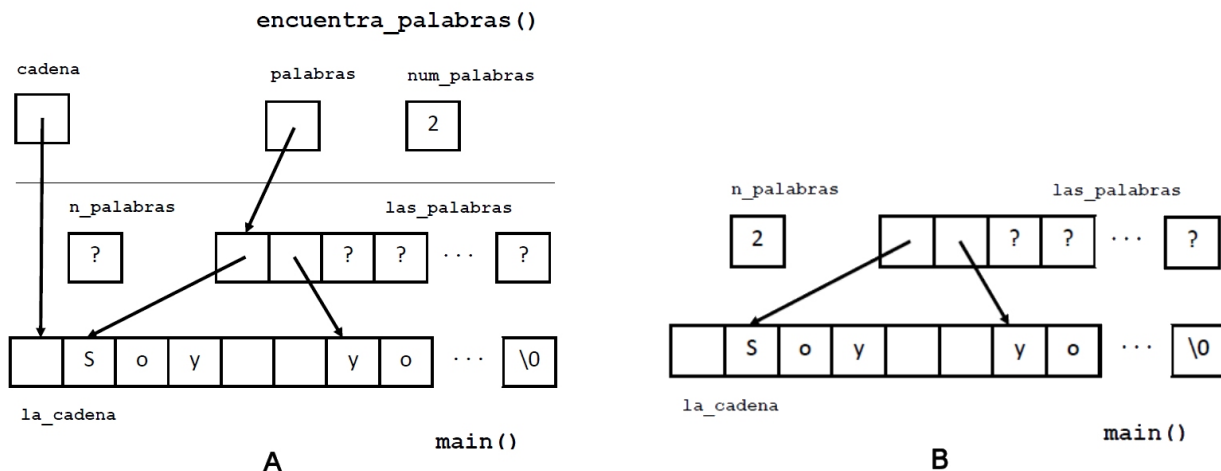 encuentra_palabras()
cadena
palabras
num_palabras
2
n_palabras
las_palabras
? ? ? ... ?
S o y y o ... \0
la_cadena
main()
A
n_palabras
las_palabras
2 ? ? ... ?
S o y y o ... \0
la_cadena
main()
B